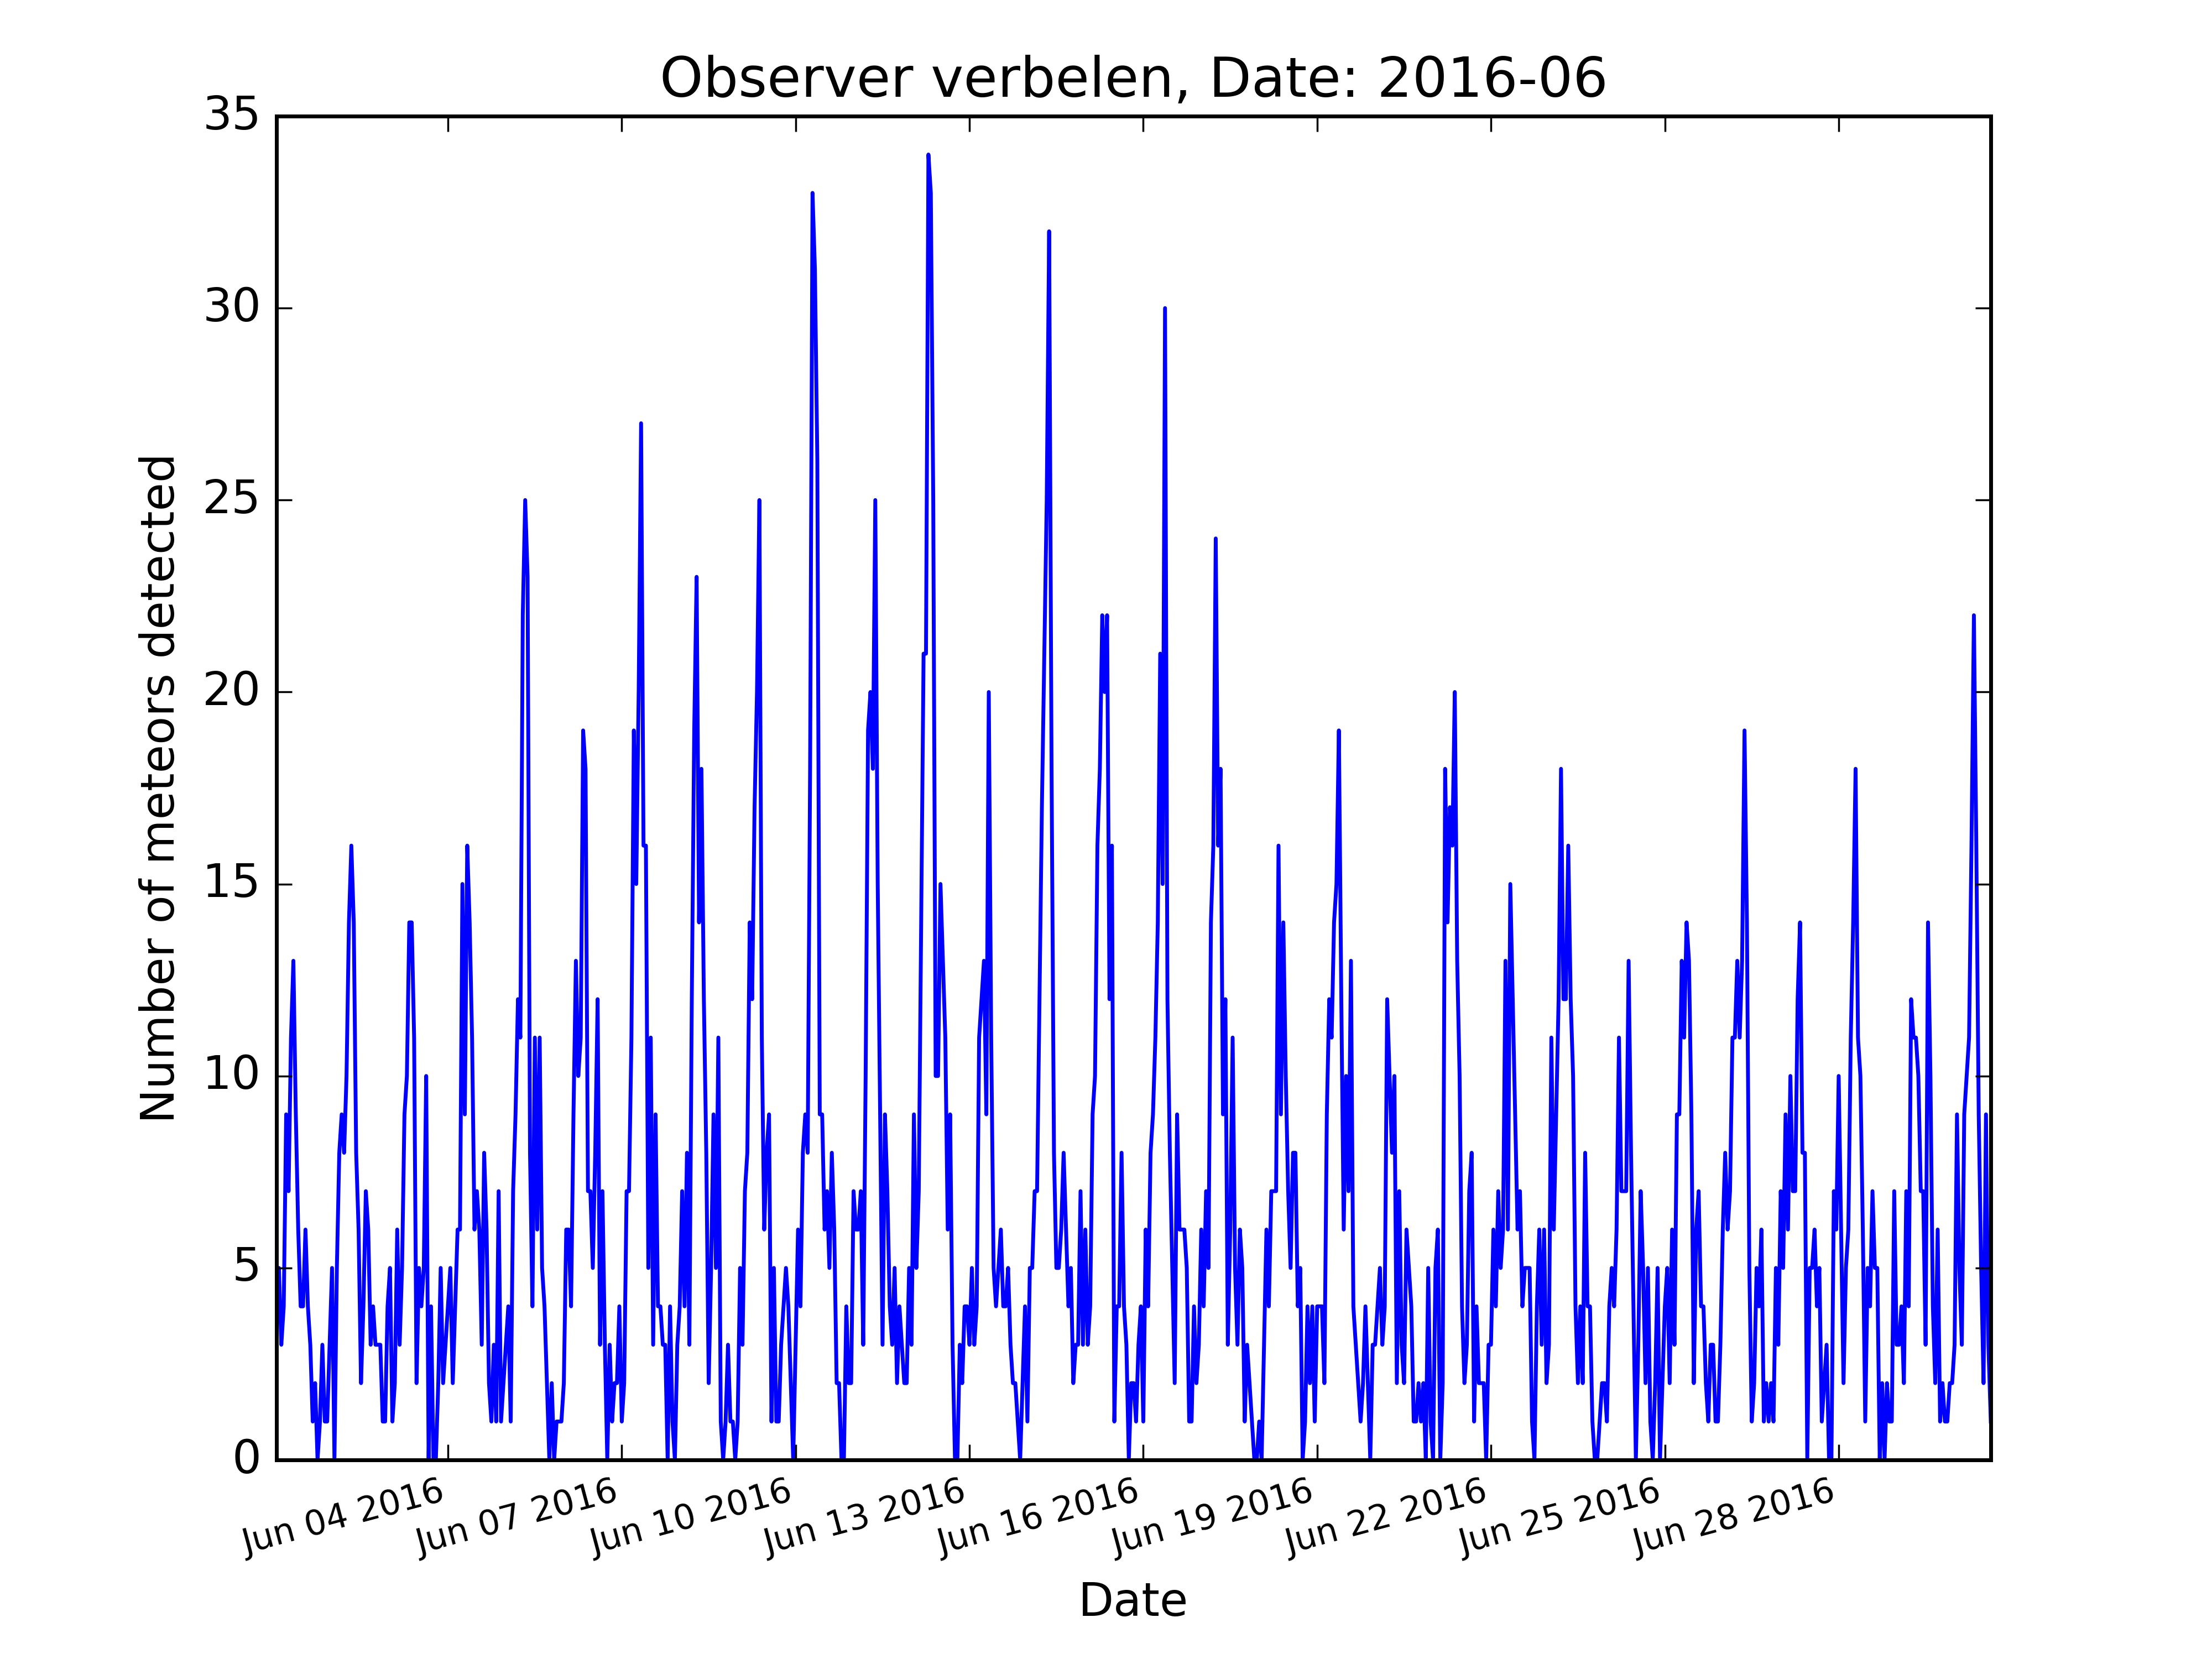 Observer verbelen, Date: 2016-06
35
30
25
20
15
10
5
0
Number of meteors detected
Jun 04 2016
Jun 07 2016
Jun 10 2016
Jun 13 2016
Jun 16 2016
Jun 19 2016
Jun 22 2016
Jun 25 2016
Jun 28 2016
Date